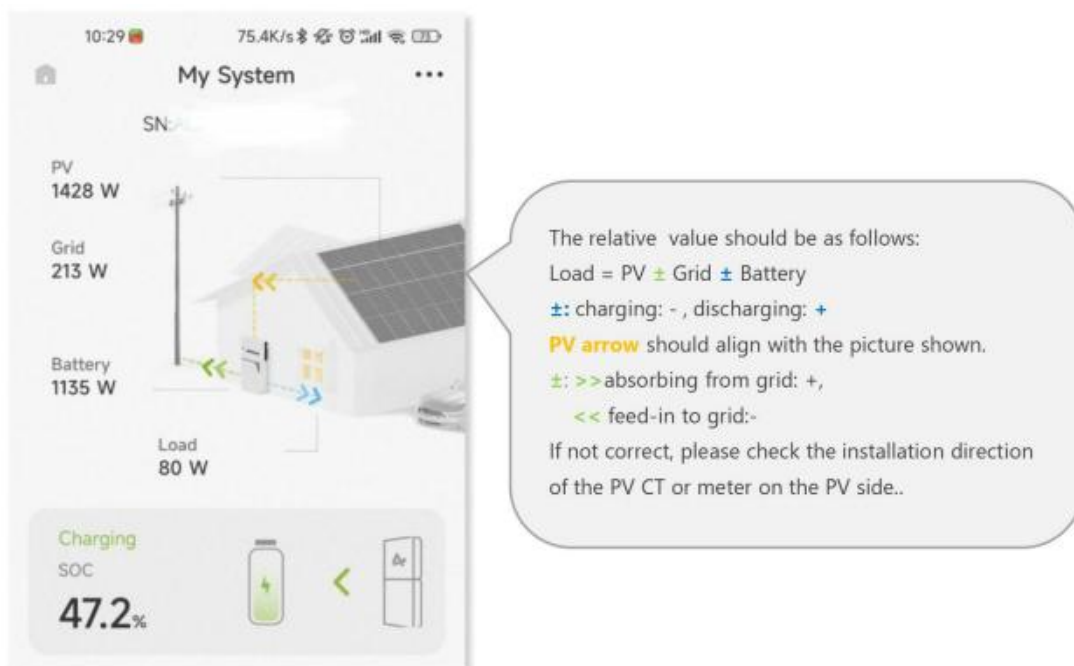 10:29
75.4K/s
My System
SN:
PV
1428 W
Grid
213 W
Battery
1135 W
Load
80 W
Charging
SOC
47.2%
The relative value should be as follows:
Load = PV ± Grid ± Battery
±: charging: - , discharging: +
PV arrow should align with the picture shown.
±: >>absorbing from grid: +,
<< feed-in to grid:-
If not correct, please check the installation direction
of the PV CT or meter on the PV side..